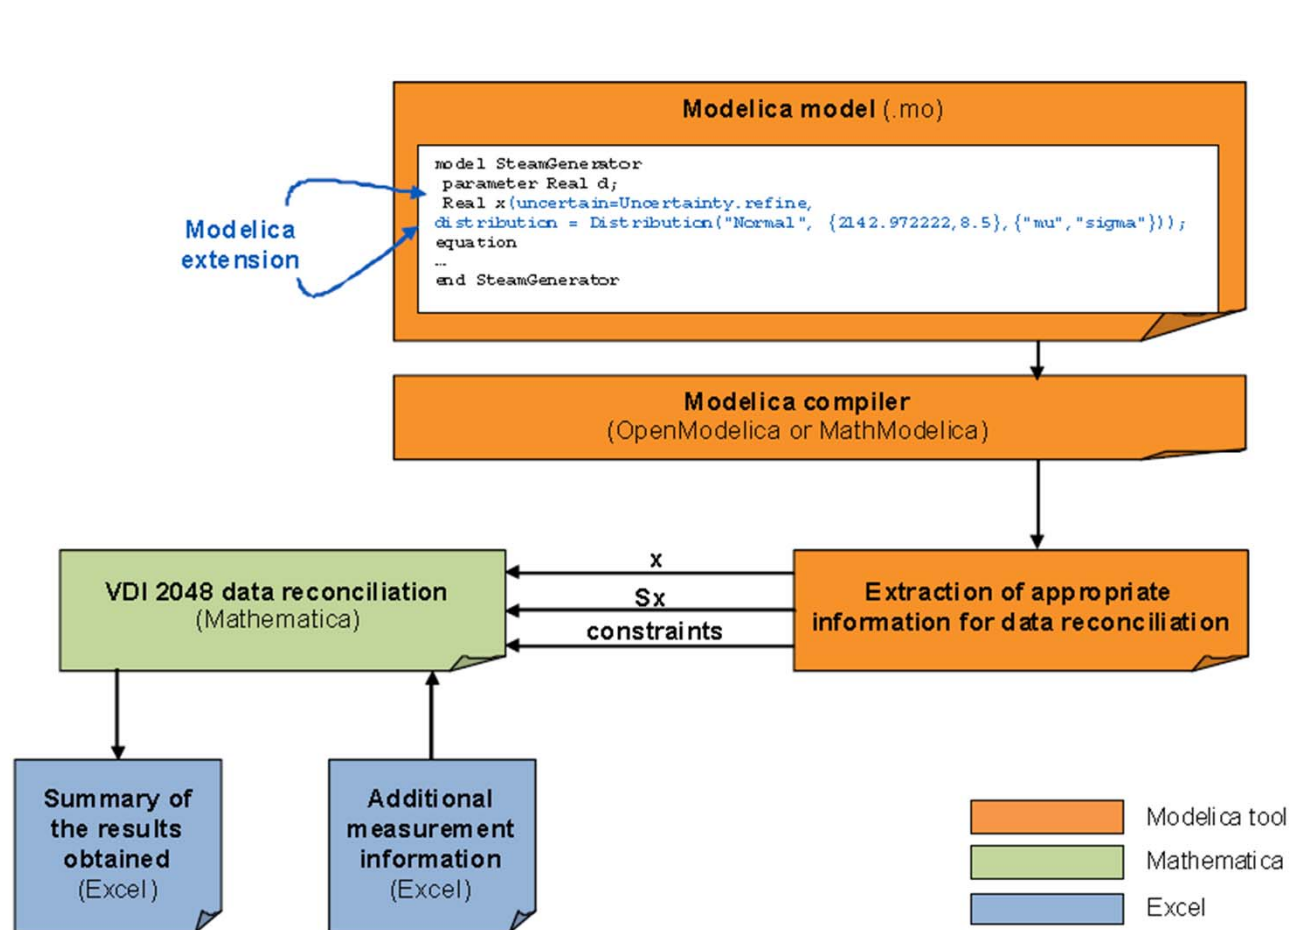 Modelica model (.mo)
model SteamGenerator
parameter Real d;
Real x(uncertain=Uncertainty.refine,
distribution = Distribution("Normal", {2142.972222,8.5},{"mu","sigma"}));
equation
…
end SteamGenerator
Modelica
extension
Modelica compiler
(OpenModelica or MathModelica)
VDI 2048 data reconciliation
(Mathematica)
x
Sx
constraints
Extraction of appropriate
information for data reconciliation
Summary of
the results
obtained
(Excel)
Additional
measurement
information
(Excel)
Modelica tool
Mathematica
Excel